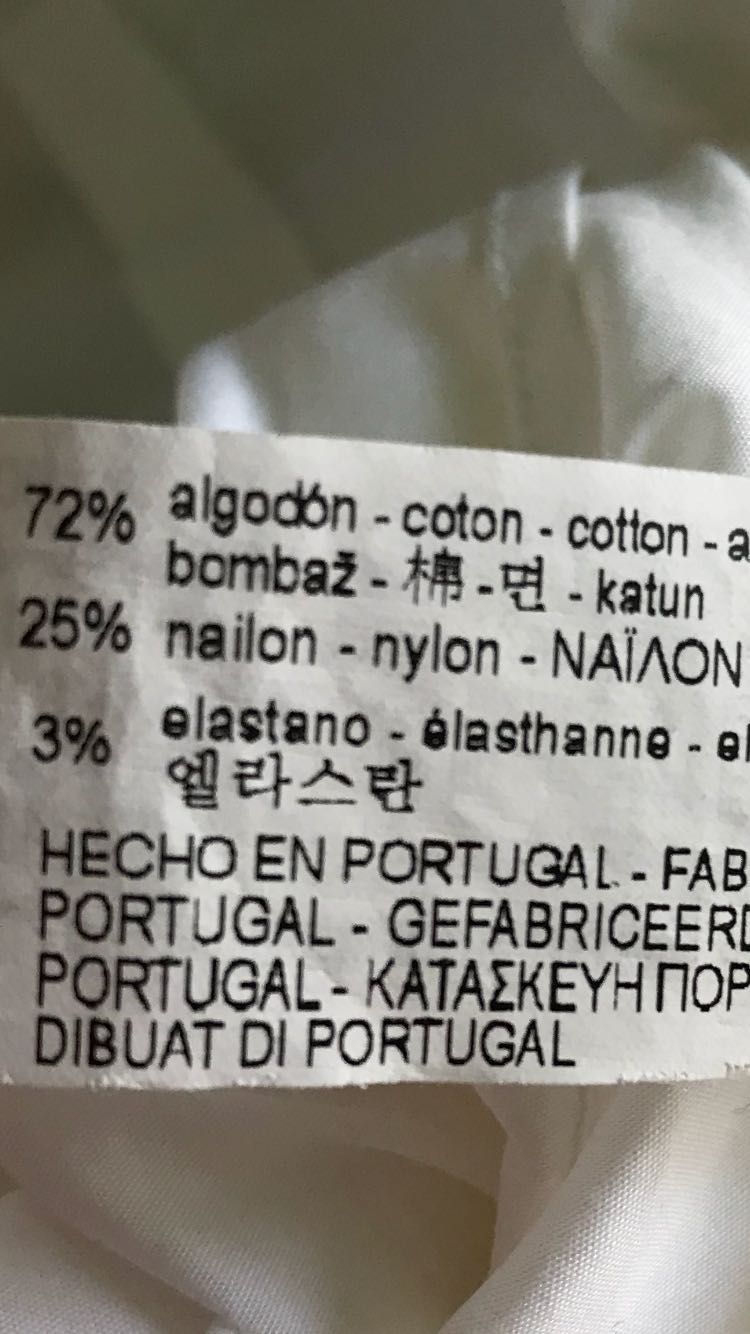 72% algodón - coton - cotton - a
bombaž - 棉 - 면 - katun
25% nailon - nylon - ΝΑΪΛΟΝ
3% elastano - élasthanne - el
엘라스탄
HECHO EN PORTUGAL - FAB
PORTUGAL - GEFABRICEERD
PORTUGAL - ΚΑΤΑΣΚΕΥΗ ΠΟΡ
DIBUAT DI PORTUGAL